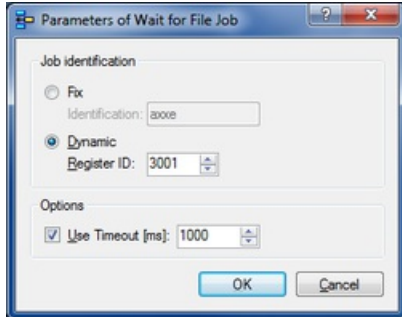 Parameters of Wait for File Job
Job identification
Fix
Identification: axxe
Dynamic
Register ID: 3001
Options
Use Timeout [ms]: 1000
OK Cancel